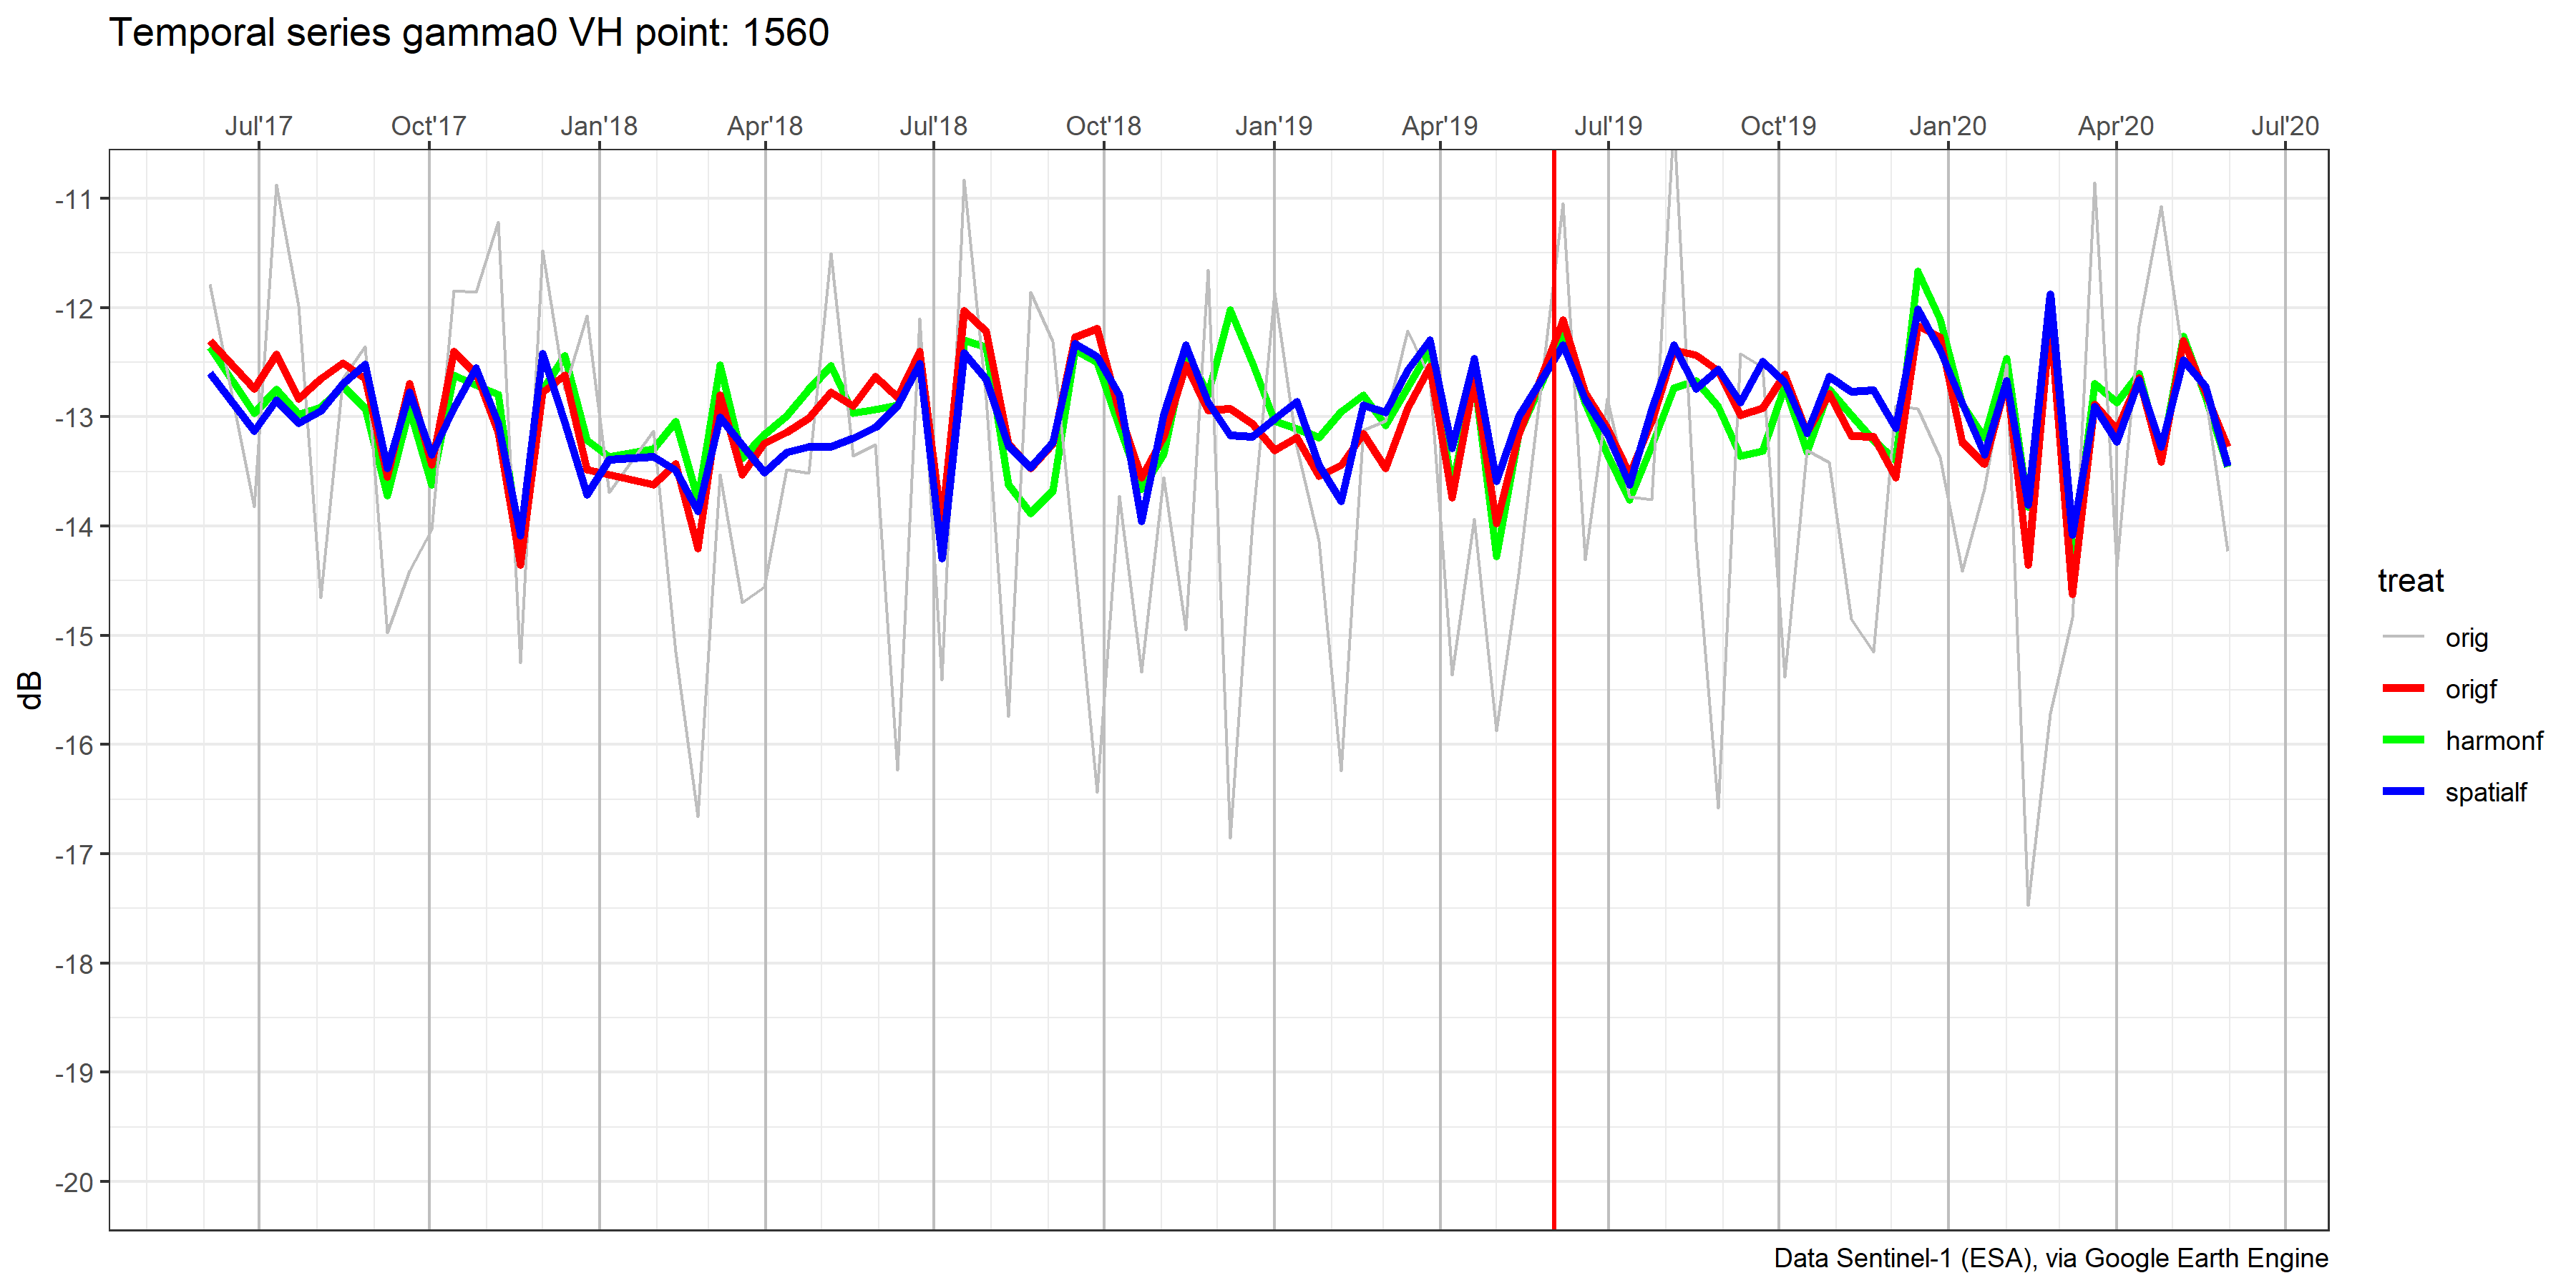 Temporal series gamma0 VH point: 1560
Jul'17 Oct'17 Jan'18 Apr'18 Jul'18 Oct'18 Jan'19 Apr'19 Jul'19 Oct'19 Jan'20 Apr'20 Jul'20
-11
-12
-13
-14
-15
-16
-17
-18
-19
-20
dB
treat
orig
origf
harmonf
spatialf
Data Sentinel-1 (ESA), via Google Earth Engine